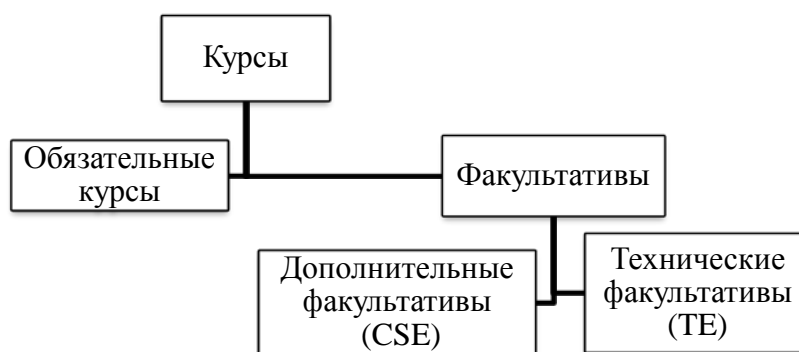 Курсы
Обязательные
курсы
Факультативы
Дополнительные
факультативы
(CSE)
Технические
факультативы
(TE)